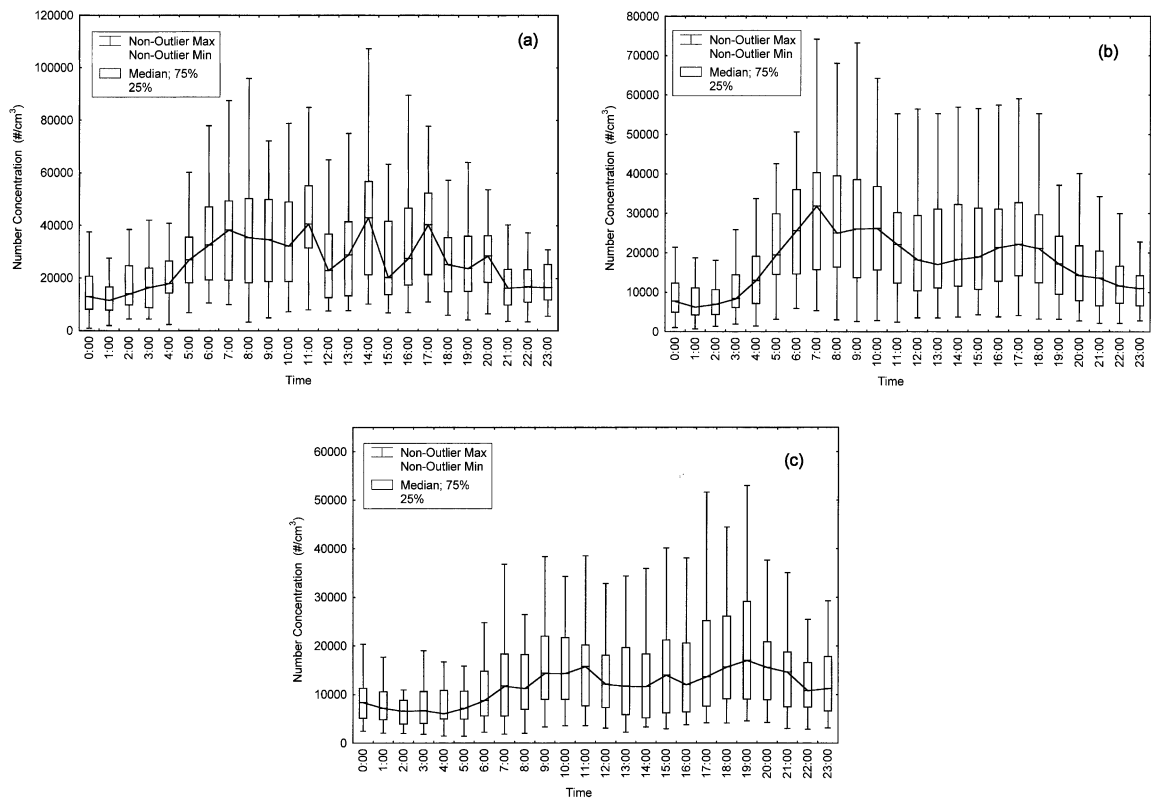 120000
100000
80000
60000
40000
20000
0
Number Concentration (#/cm³)
Non-Outlier Max
Non-Outlier Min
Median; 75%
25%
(a)
0:00 1:00 2:00 3:00 4:00 5:00 6:00 7:00 8:00 9:00 10:00 11:00 12:00 13:00 14:00 15:00 16:00 17:00 18:00 19:00 20:00 21:00 22:00 23:00
Time
80000
70000
60000
50000
40000
30000
20000
10000
0
Number Concentration (#/cm³)
Non-Outlier Max
Non-Outlier Min
Median; 75%
25%
(b)
0:00 1:00 2:00 3:00 4:00 5:00 6:00 7:00 8:00 9:00 10:00 11:00 12:00 13:00 14:00 15:00 16:00 17:00 18:00 19:00 20:00 21:00 22:00 23:00
Time
60000
50000
40000
30000
20000
10000
0
Number Concentration (#/cm³)
Non-Outlier Max
Non-Outlier Min
Median; 75%
25%
(c)
0:00 1:00 2:00 3:00 4:00 5:00 6:00 7:00 8:00 9:00 10:00 11:00 12:00 13:00 14:00 15:00 16:00 17:00 18:00 19:00 20:00 21:00 22:00 23:00
Time